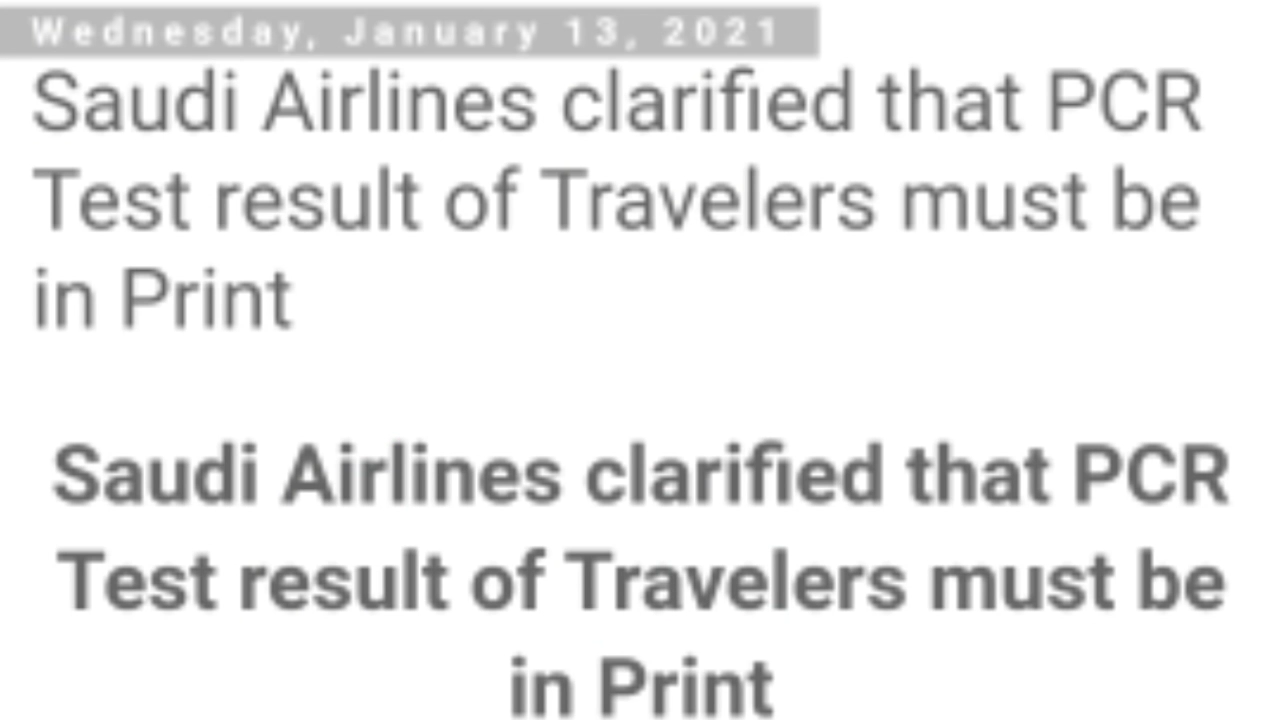 Wednesday, January 13, 2021
Saudi Airlines clarified that PCR
Test result of Travelers must be
in Print
Saudi Airlines clarified that PCR
Test result of Travelers must be
in Print